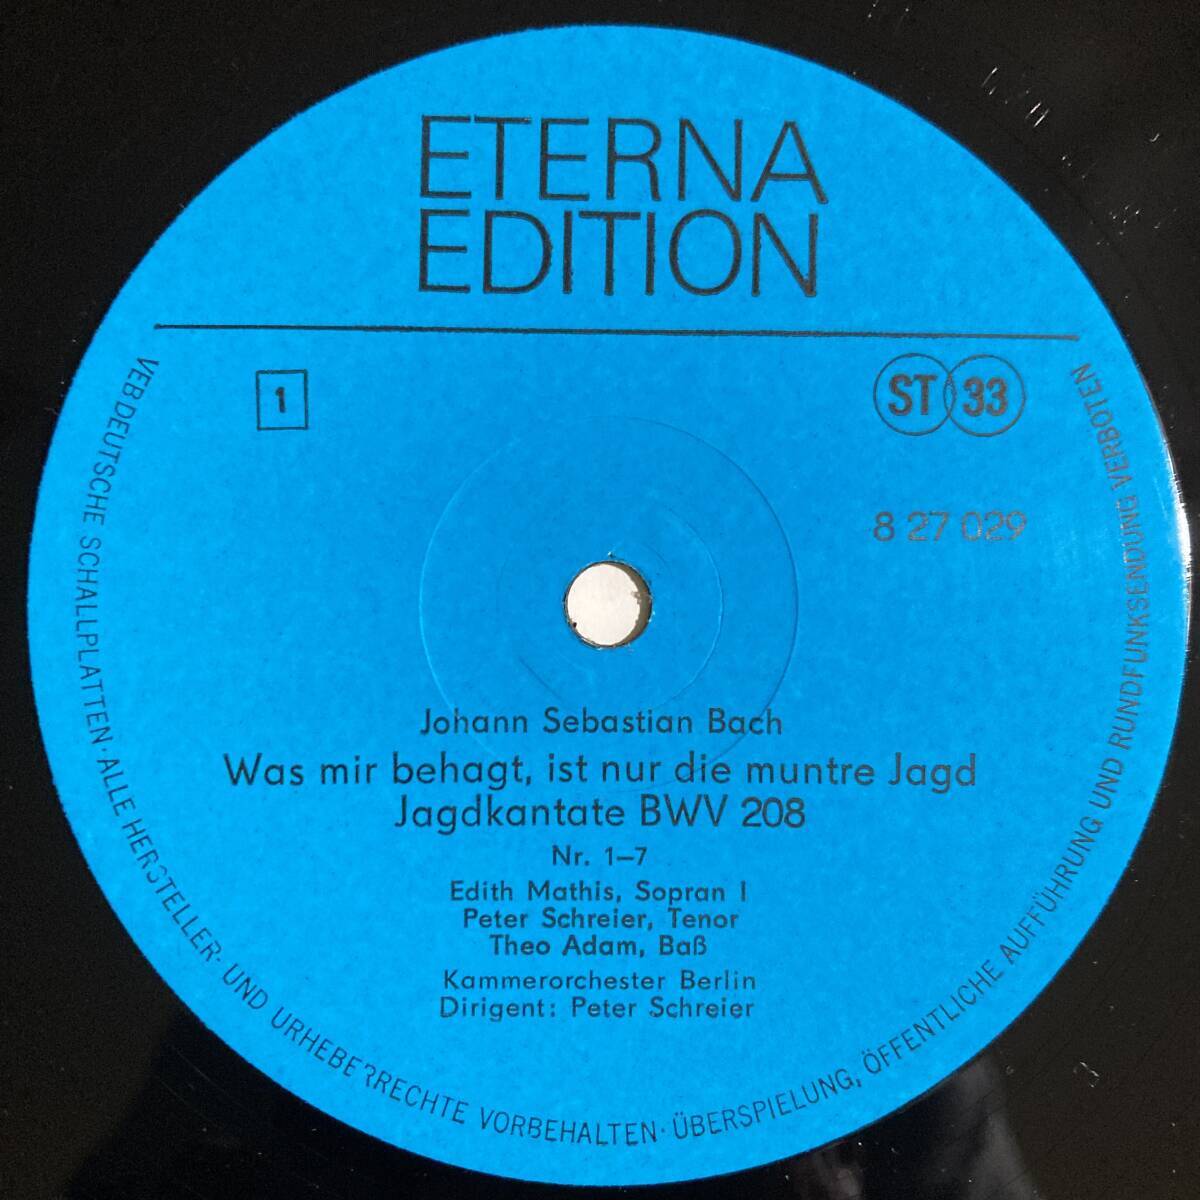 ETERNA
EDITION
1
ST 33
8 27 029
Johann Sebastian Bach
Was mir behagt, ist nur die muntre Jagd
Jagdkantate BWV 208
Nr. 1–7
Edith Mathis, Sopran I
Peter Schreier, Tenor
Theo Adam, Baß
Kammerorchester Berlin
Dirigent: Peter Schreier
VEB DEUTSCHE SCHALLPLATTEN · ALLE HERSTELLER- UND URHEBERRECHTE VORBEHALTEN · ÜBERSPIELUNG, ÖFFENTLICHE AUFFÜHRUNG UND RUNDFUNKSENDUNG VERBOTEN